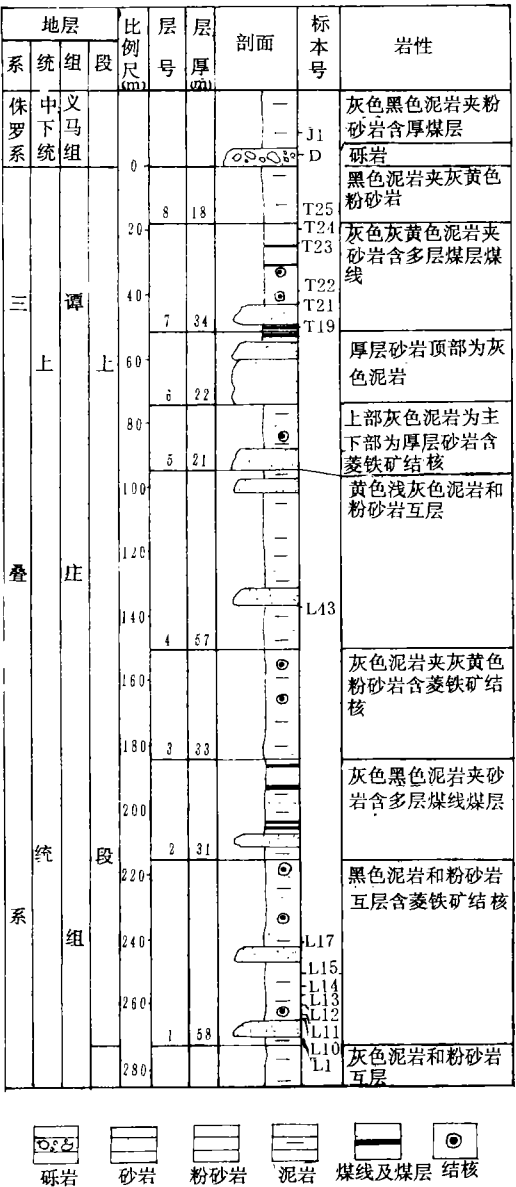 地层
系 统 组 段
比例尺(m)
层号
层厚(m)
剖面
标本号
岩性
侏罗系
中下统
义马组
三叠系
上统
谭庄组
上段
0
20
40
60
80
100
120
140
160
180
200
220
240
260
280
8 18
7 34
6 22
5 21
4 57
3 33
2 31
1 58
J1
D
T25
T24
T23
T22
T21
T19
L43
L17
L15
L14
L13
L12
L11
L10
L1
灰色黑色泥岩夹粉
砂岩含厚煤层
砾岩
黑色泥岩夹灰黄色
粉砂岩
灰色灰黄色泥岩夹
砂岩含多层煤层煤
线
厚层砂岩顶部为灰
色泥岩
上部灰色泥岩为主
下部为厚层砂岩含
菱铁矿结核
黄色浅灰色泥岩和
粉砂岩互层
灰色泥岩夹灰黄色
粉砂岩含菱铁矿结
核
灰色黑色泥岩夹砂
岩含多层煤线煤层
黑色泥岩和粉砂岩
互层含菱铁矿结核
灰色泥岩和粉砂岩
互层
砾岩 砂岩 粉砂岩 泥岩 煤线及煤层 结核